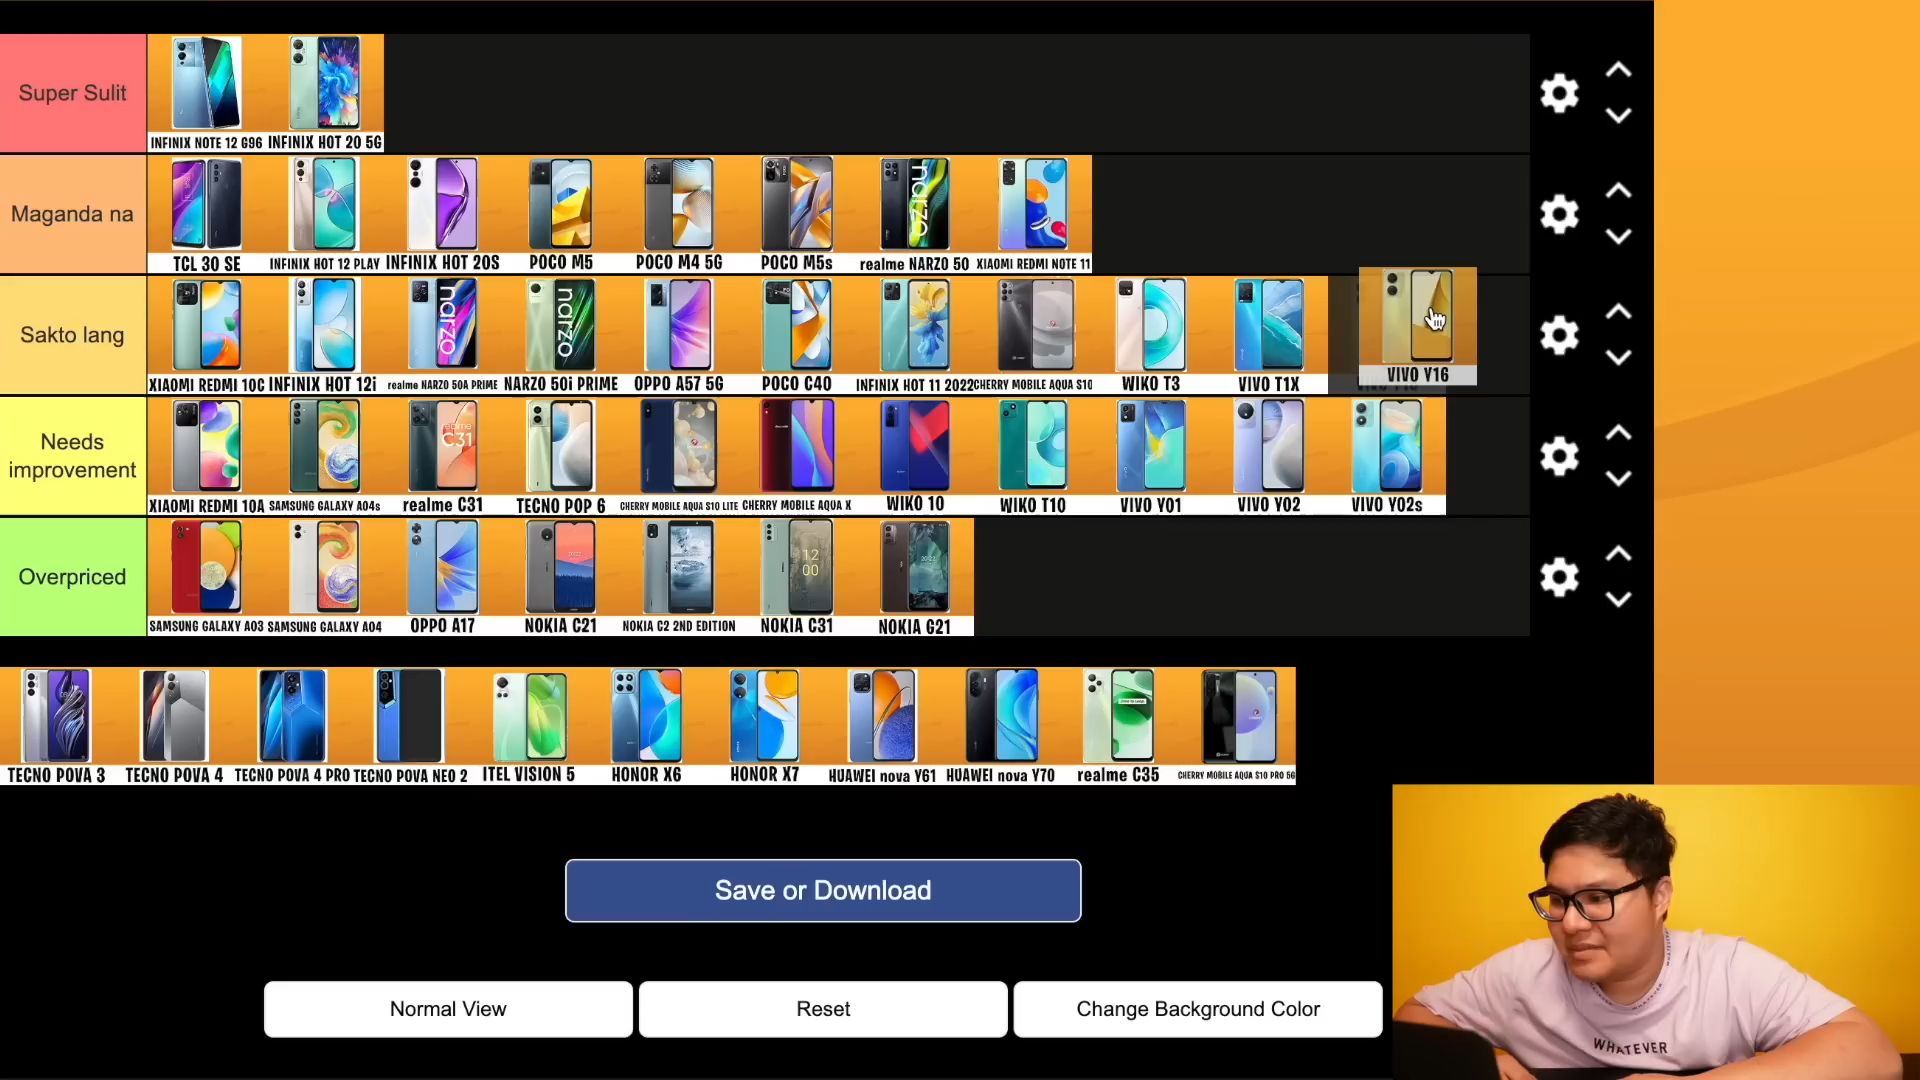 Super Sulit
INFINIX NOTE 12 G96
INFINIX HOT 20 5G
Maganda na
narzo
TCL 30 SE
INFINIX HOT 12 PLAY
INFINIX HOT 20S
POCO M5
POCO M4 5G
POCO M5s
realme NARZO 50
XIAOMI REDMI NOTE 11
Sakto lang
narzo
narzo
XIAOMI REDMI 10C
INFINIX HOT 12i
realme NARZO 50A PRIME
NARZO 50i PRIME
OPPO A57 5G
POCO C40
INFINIX HOT 11 2022
CHERRY MOBILE AQUA S10
WIKO T3
VIVO T1X
VIVO Y16
Needs
improvement
realme
C31
XIAOMI REDMI 10A
SAMSUNG GALAXY A04s
realme C31
TECNO POP 6
CHERRY MOBILE AQUA S10 LITE
CHERRY MOBILE AQUA X
WIKO 10
WIKO T10
VIVO Y01
VIVO Y02
VIVO Y02s
Overpriced
12
00
SAMSUNG GALAXY A03
SAMSUNG GALAXY A04
OPPO A17
NOKIA C21
NOKIA C2 2ND EDITION
NOKIA C31
NOKIA G21
TECNO POVA 3
TECNO POVA 4
TECNO POVA 4 PRO
TECNO POVA NEO 2
ITEL VISION 5
HONOR X6
HONOR X7
HUAWEI nova Y61
HUAWEI nova Y70
realme C35
CHERRY MOBILE AQUA S10 PRO 5G
Save or Download
Normal View
Reset
Change Background Color
WHATEVER